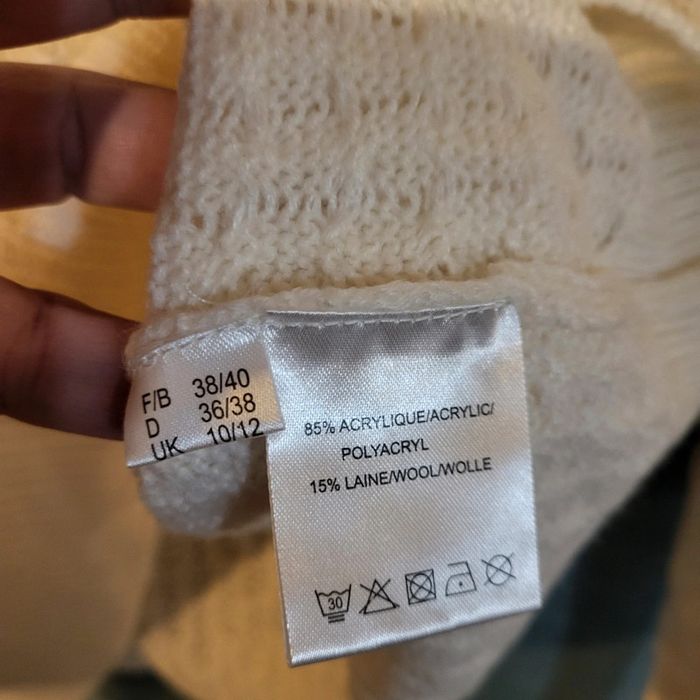 F/B 38/40
D 36/38
UK 10/12
85% ACRYLIQUE/ACRYLIC/
POLYACRYL
15% LAINE/WOOL/WOLLE
30